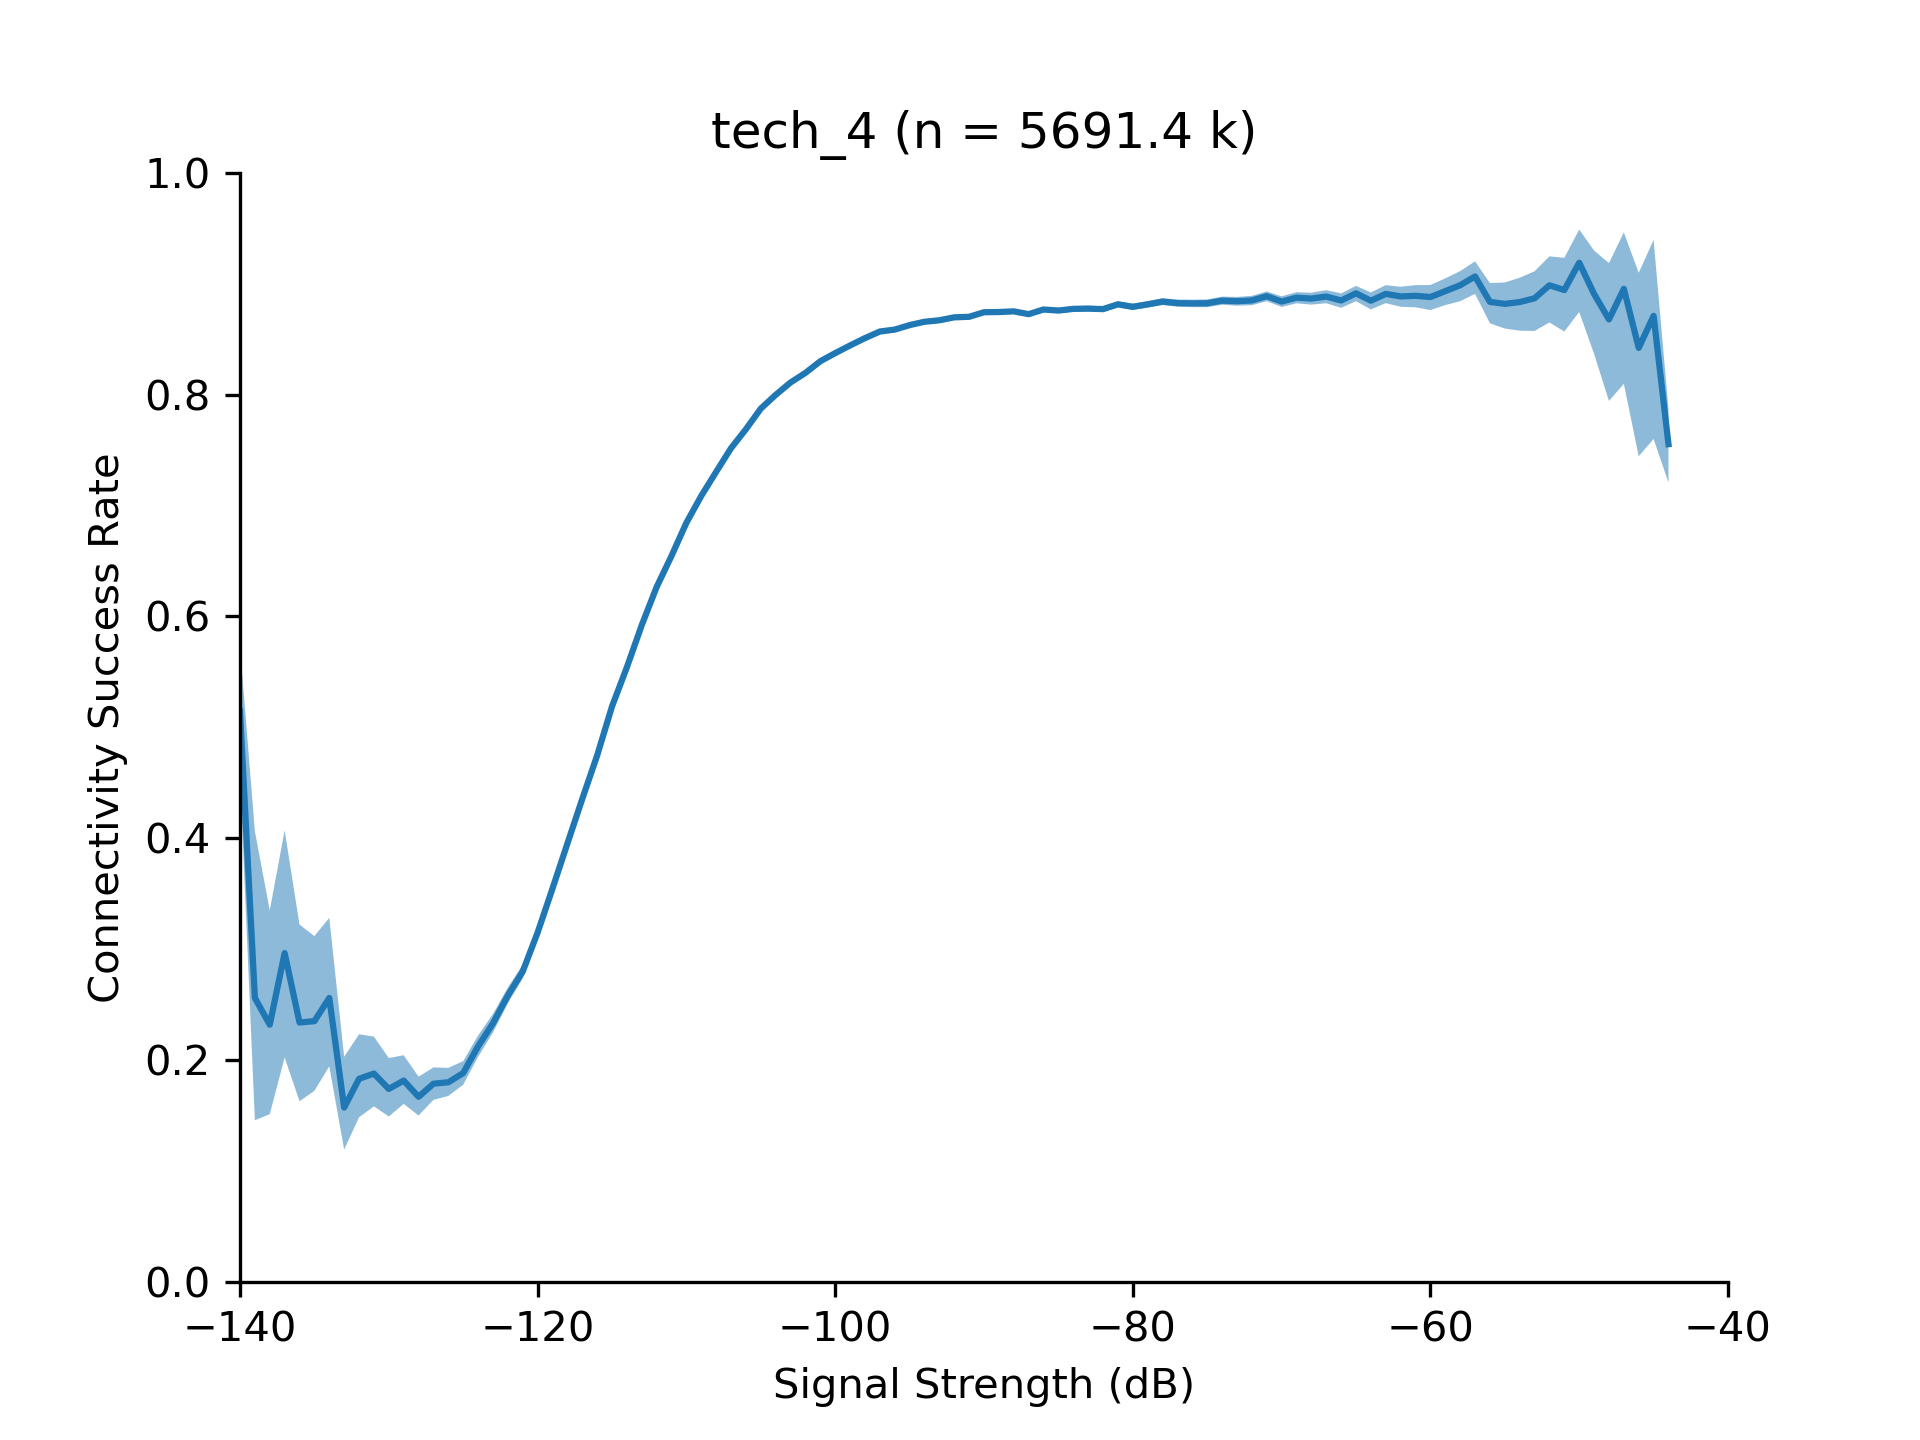 tech_4 (n = 5691.4 k)
1.0
0.8
0.6
0.4
0.2
0.0
Connectivity Success Rate
−140 −120 −100 −80 −60 −40
Signal Strength (dB)